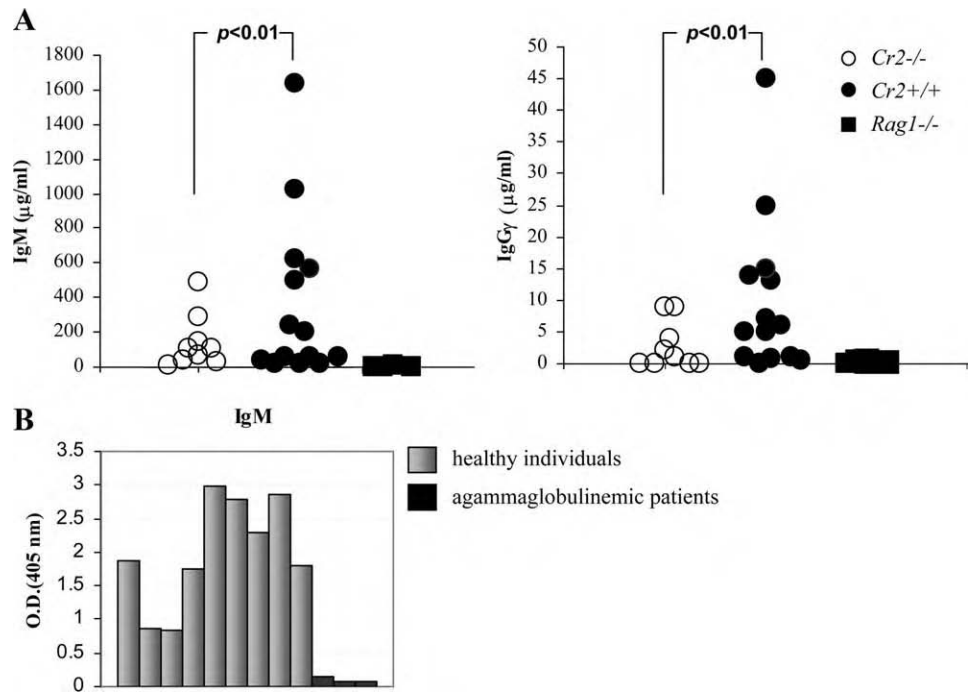 A
p<0.01
1800
1600
1400
1200
1000
800
600
400
200
0
IgM (µg/ml)
p<0.01
50
45
40
35
30
25
20
15
10
5
0
IgGγ (µg/ml)
Cr2-/-
Cr2+/+
Rag1-/-
B
IgM
3.5
3
2.5
2
1.5
1
0.5
0
O.D.(405 nm)
healthy individuals
agammaglobulinemic patients